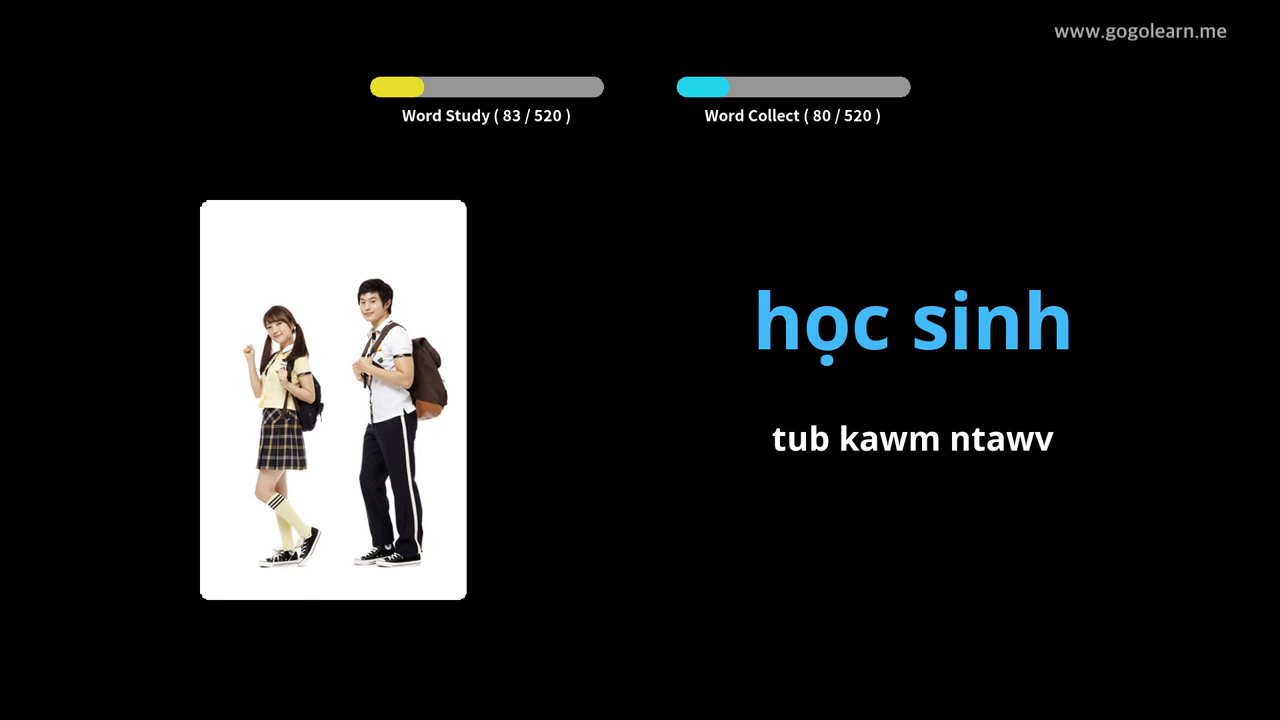 www.gogolearn.me
Word Study ( 83 / 520 )
Word Collect ( 80 / 520 )
học sinh
tub kawm ntawv